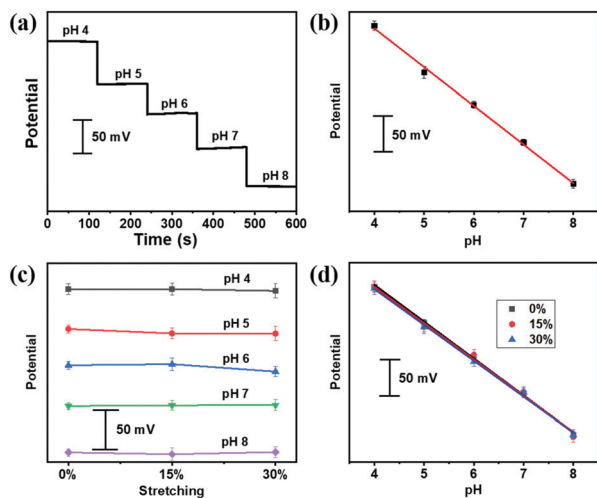 (a)
pH 4
pH 5
pH 6
pH 7
pH 8
50 mV
Potential
0 100 200 300 400 500 600
Time (s)
(b)
50 mV
Potential
4 5 6 7 8
pH
(c)
pH 4
pH 5
pH 6
pH 7
50 mV
pH 8
Potential
0% 15% 30%
Stretching
(d)
0%
15%
30%
50 mV
Potential
4 5 6 7 8
pH